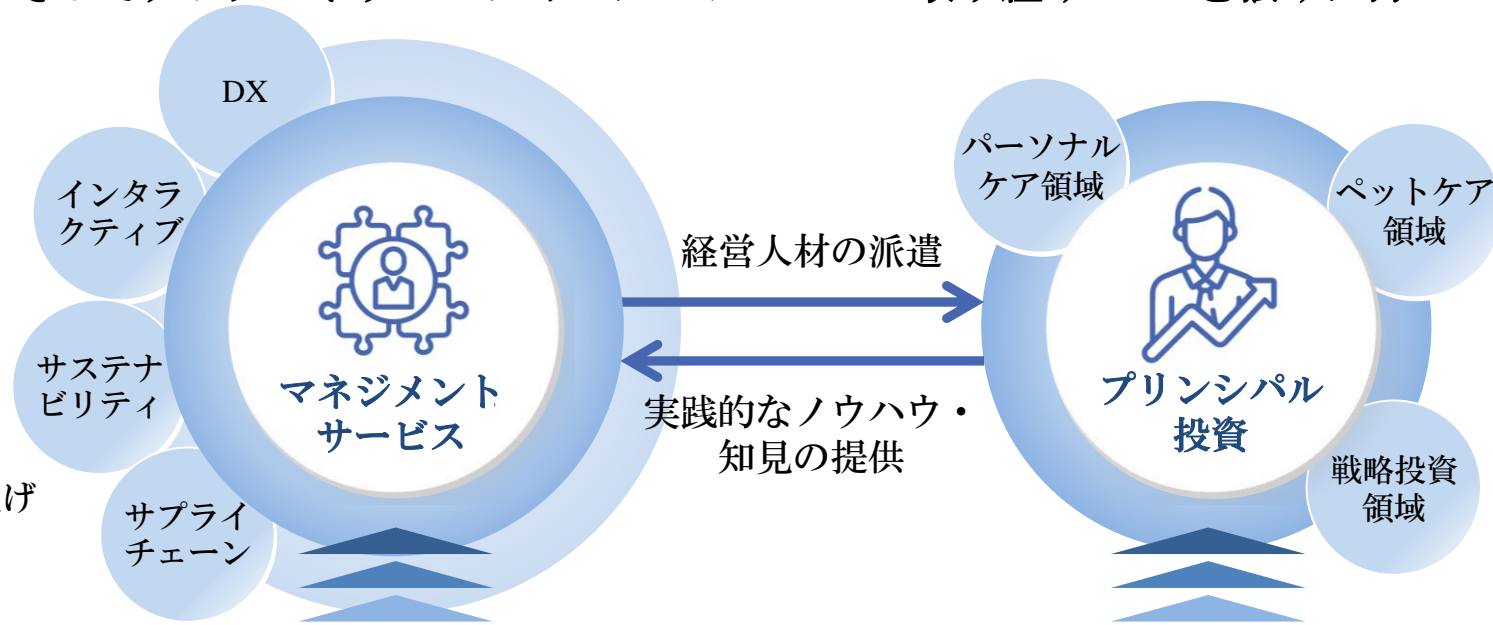 DX
インタラ
クティブ
サステナ
ビリティ
サプライ
チェーン
げ
マネジメント
サービス
経営人材の派遣
実践的なノウハウ・
知見の提供
パーソナル
ケア領域
ペットケア
領域
プリンシパル
投資
戦略投資
領域